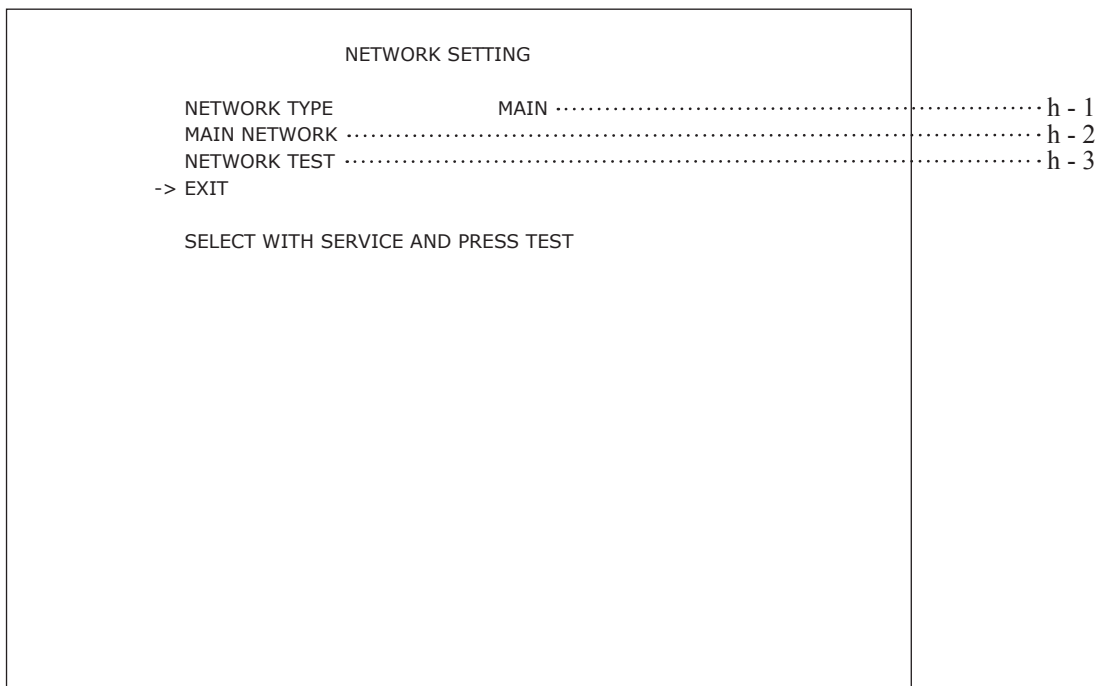 NETWORK SETTING
NETWORK TYPE MAIN h - 1
MAIN NETWORK h - 2
NETWORK TEST h - 3
-> EXIT
SELECT WITH SERVICE AND PRESS TEST